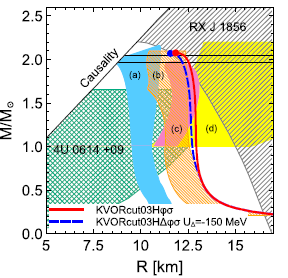 RX J 1856
Causality
(a)
(b)
(c)
(d)
4U 0614 +09
KVORcut03Hφσ
KVORcut03HΔφσ U_Δ=-150 MeV
M/M_⊙
2.5
2.0
1.5
1.0
0.5
0.0
5
10
15
R [km]